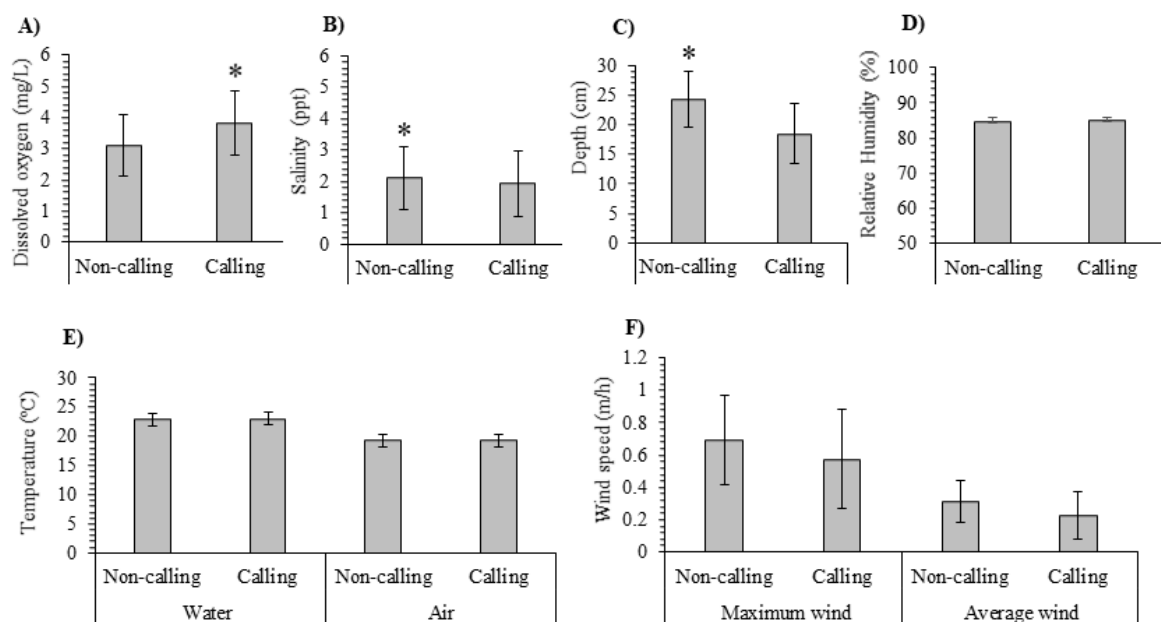 A)
Dissolved oxygen (mg/L)
6
5
4
3
2
1
0
*
Non-calling Calling
B)
Salinity (ppt)
6
5
4
3
2
1
0
*
Non-calling Calling
C)
Depth (cm)
30
25
20
15
10
5
0
*
Non-calling Calling
D)
Relative Humidity (%)
100
90
80
70
60
50
Non-calling Calling
E)
Temperature (ºC)
30
25
20
15
10
5
0
Non-calling Calling Non-calling Calling
Water Air
F)
Wind speed (m/h)
1.2
1
0.8
0.6
0.4
0.2
0
Non-calling Calling Non-calling Calling
Maximum wind Average wind